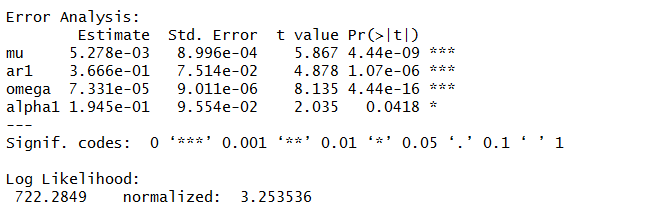 Error Analysis:
        Estimate  Std. Error  t value Pr(>|t|)
mu     5.278e-03   8.996e-04    5.867 4.44e-09 ***
ar1    3.666e-01   7.514e-02    4.878 1.07e-06 ***
omega  7.331e-05   9.011e-06    8.135 4.44e-16 ***
alpha1 1.945e-01   9.554e-02    2.035   0.0418 *
---
Signif. codes:  0 ‘***’ 0.001 ‘**’ 0.01 ‘*’ 0.05 ‘.’ 0.1 ‘ ’ 1
Log Likelihood:
 722.2849    normalized:  3.253536